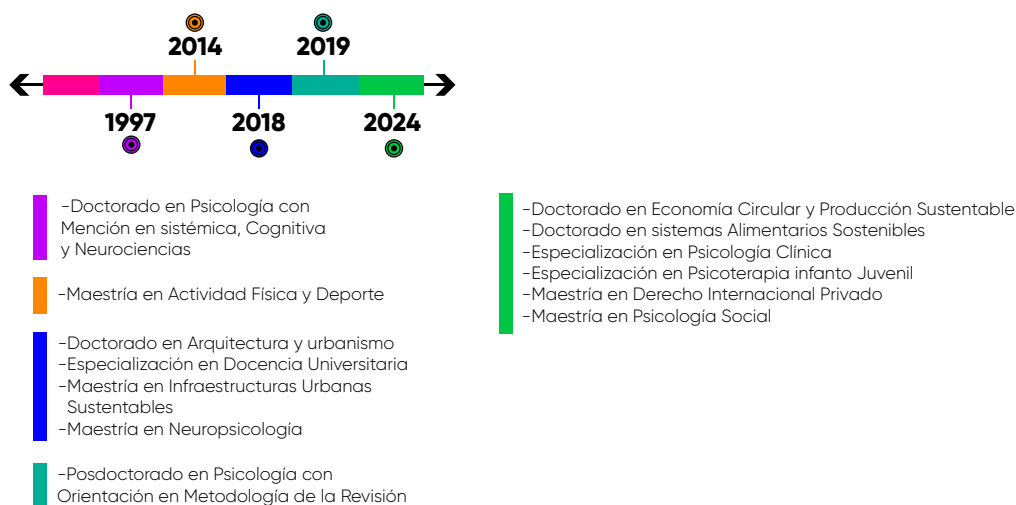 2014
2019
1997
2018
2024
-Doctorado en Psicología con
Mención en sistémica, Cognitiva
y Neurociencias
-Maestría en Actividad Física y Deporte
-Doctorado en Arquitectura y urbanismo
-Especialización en Docencia Universitaria
-Maestría en Infraestructuras Urbanas
Sustentables
-Maestría en Neuropsicología
-Posdoctorado en Psicología con
Orientación en Metodología de la Revisión
-Doctorado en Economía Circular y Producción Sustentable
-Doctorado en sistemas Alimentarios Sostenibles
-Especialización en Psicología Clínica
-Especialización en Psicoterapia infanto Juvenil
-Maestría en Derecho Internacional Privado
-Maestría en Psicología Social